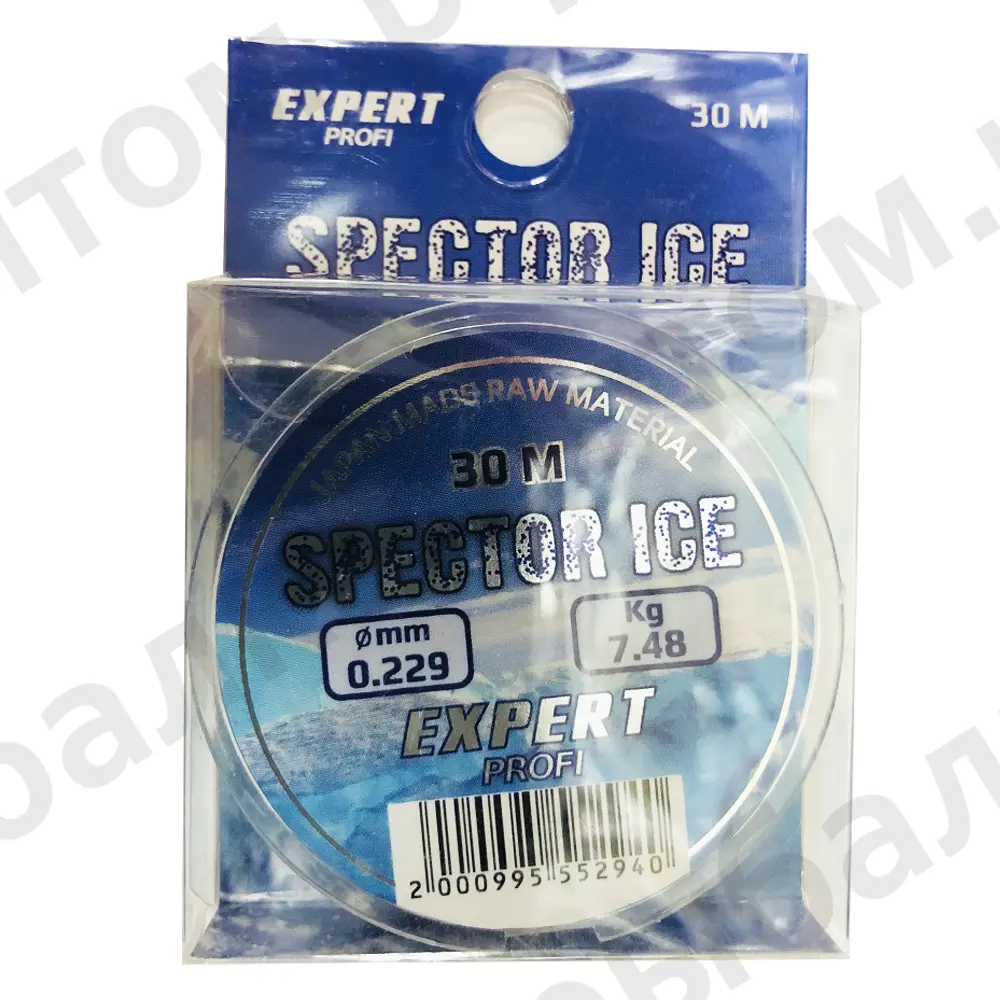 EXPERT
PROFI
30 M
SPECTOR ICE
JAPAN MADS RAW MATERIAL
30 M
SPECTOR ICE
Ømm
0.229
Kg
7.48
EXPERT
PROFI
2 000995 552940